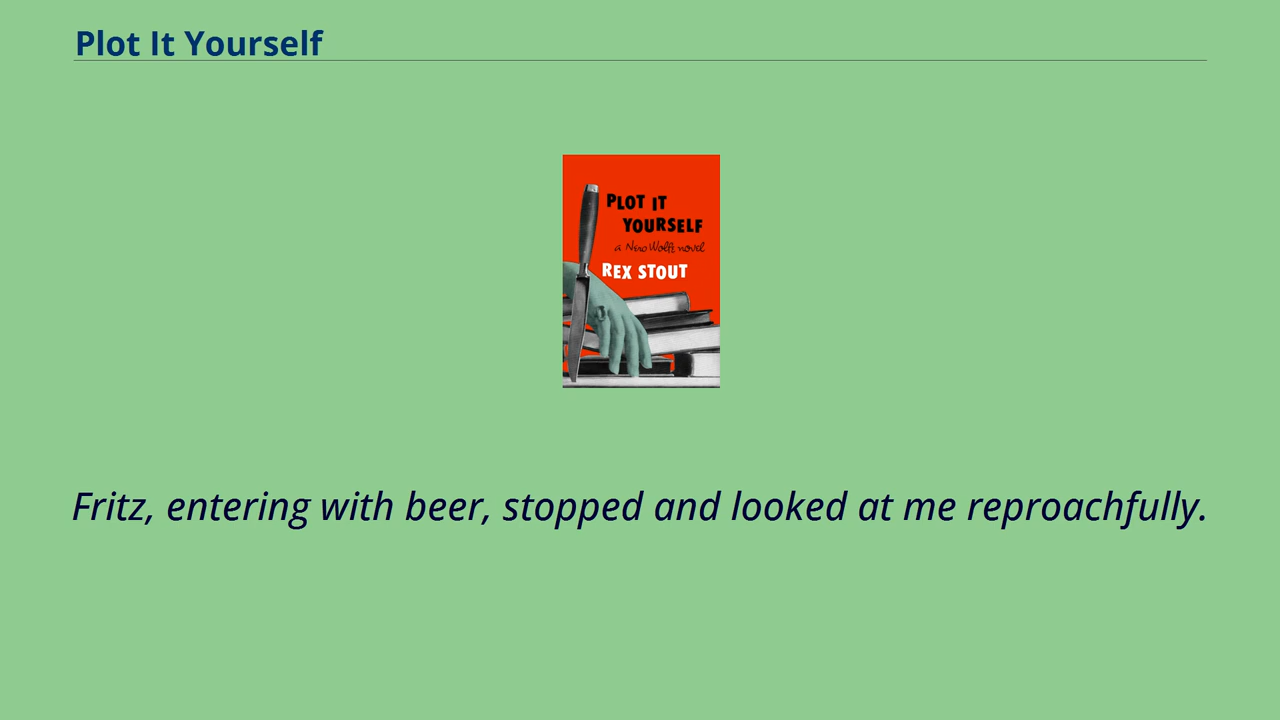 Plot It Yourself
PLOT IT
YOURSELF
a Nero Wolfe novel
REX STOUT
Fritz, entering with beer, stopped and looked at me reproachfully.